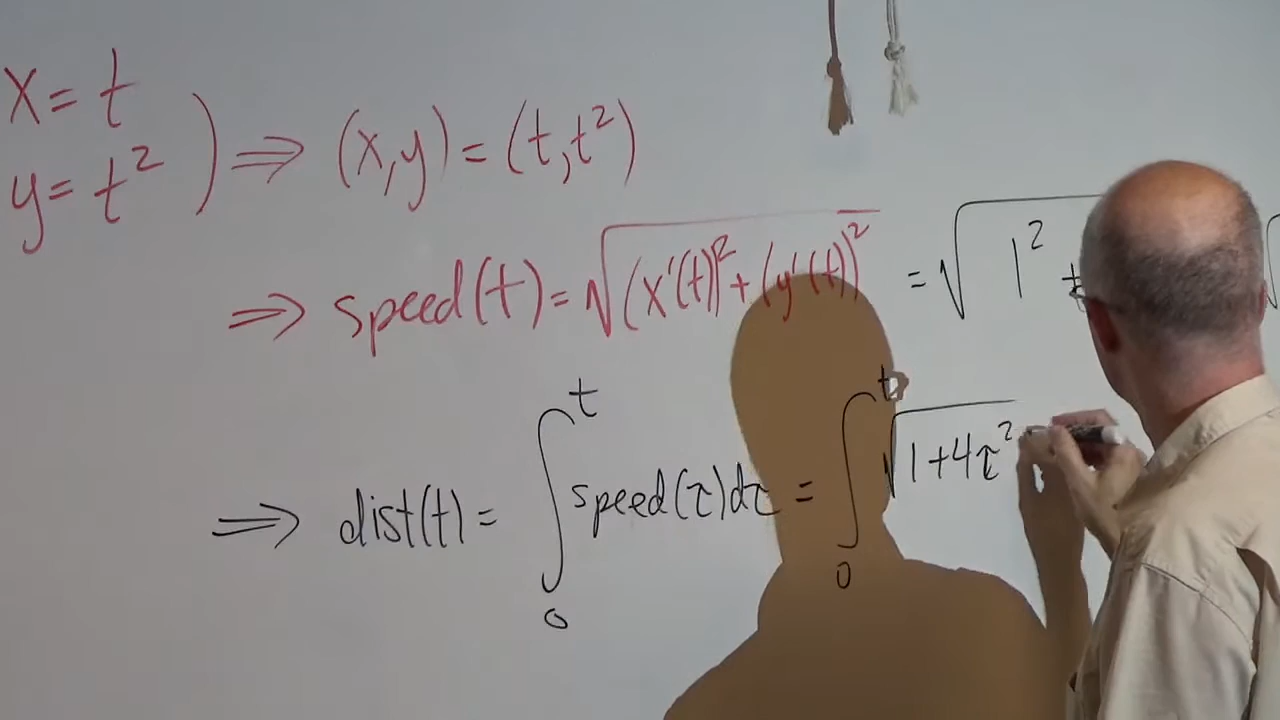 x = t
y = t²
) ⇒ (x,y) = (t,t²)
⇒ speed(t) = √((x'(t))² + (y'(t))²) = √(1² +
⇒ dist(t) = ∫₀ᵗ speed(τ)dτ = ∫₀ᵗ √(1+4τ²)